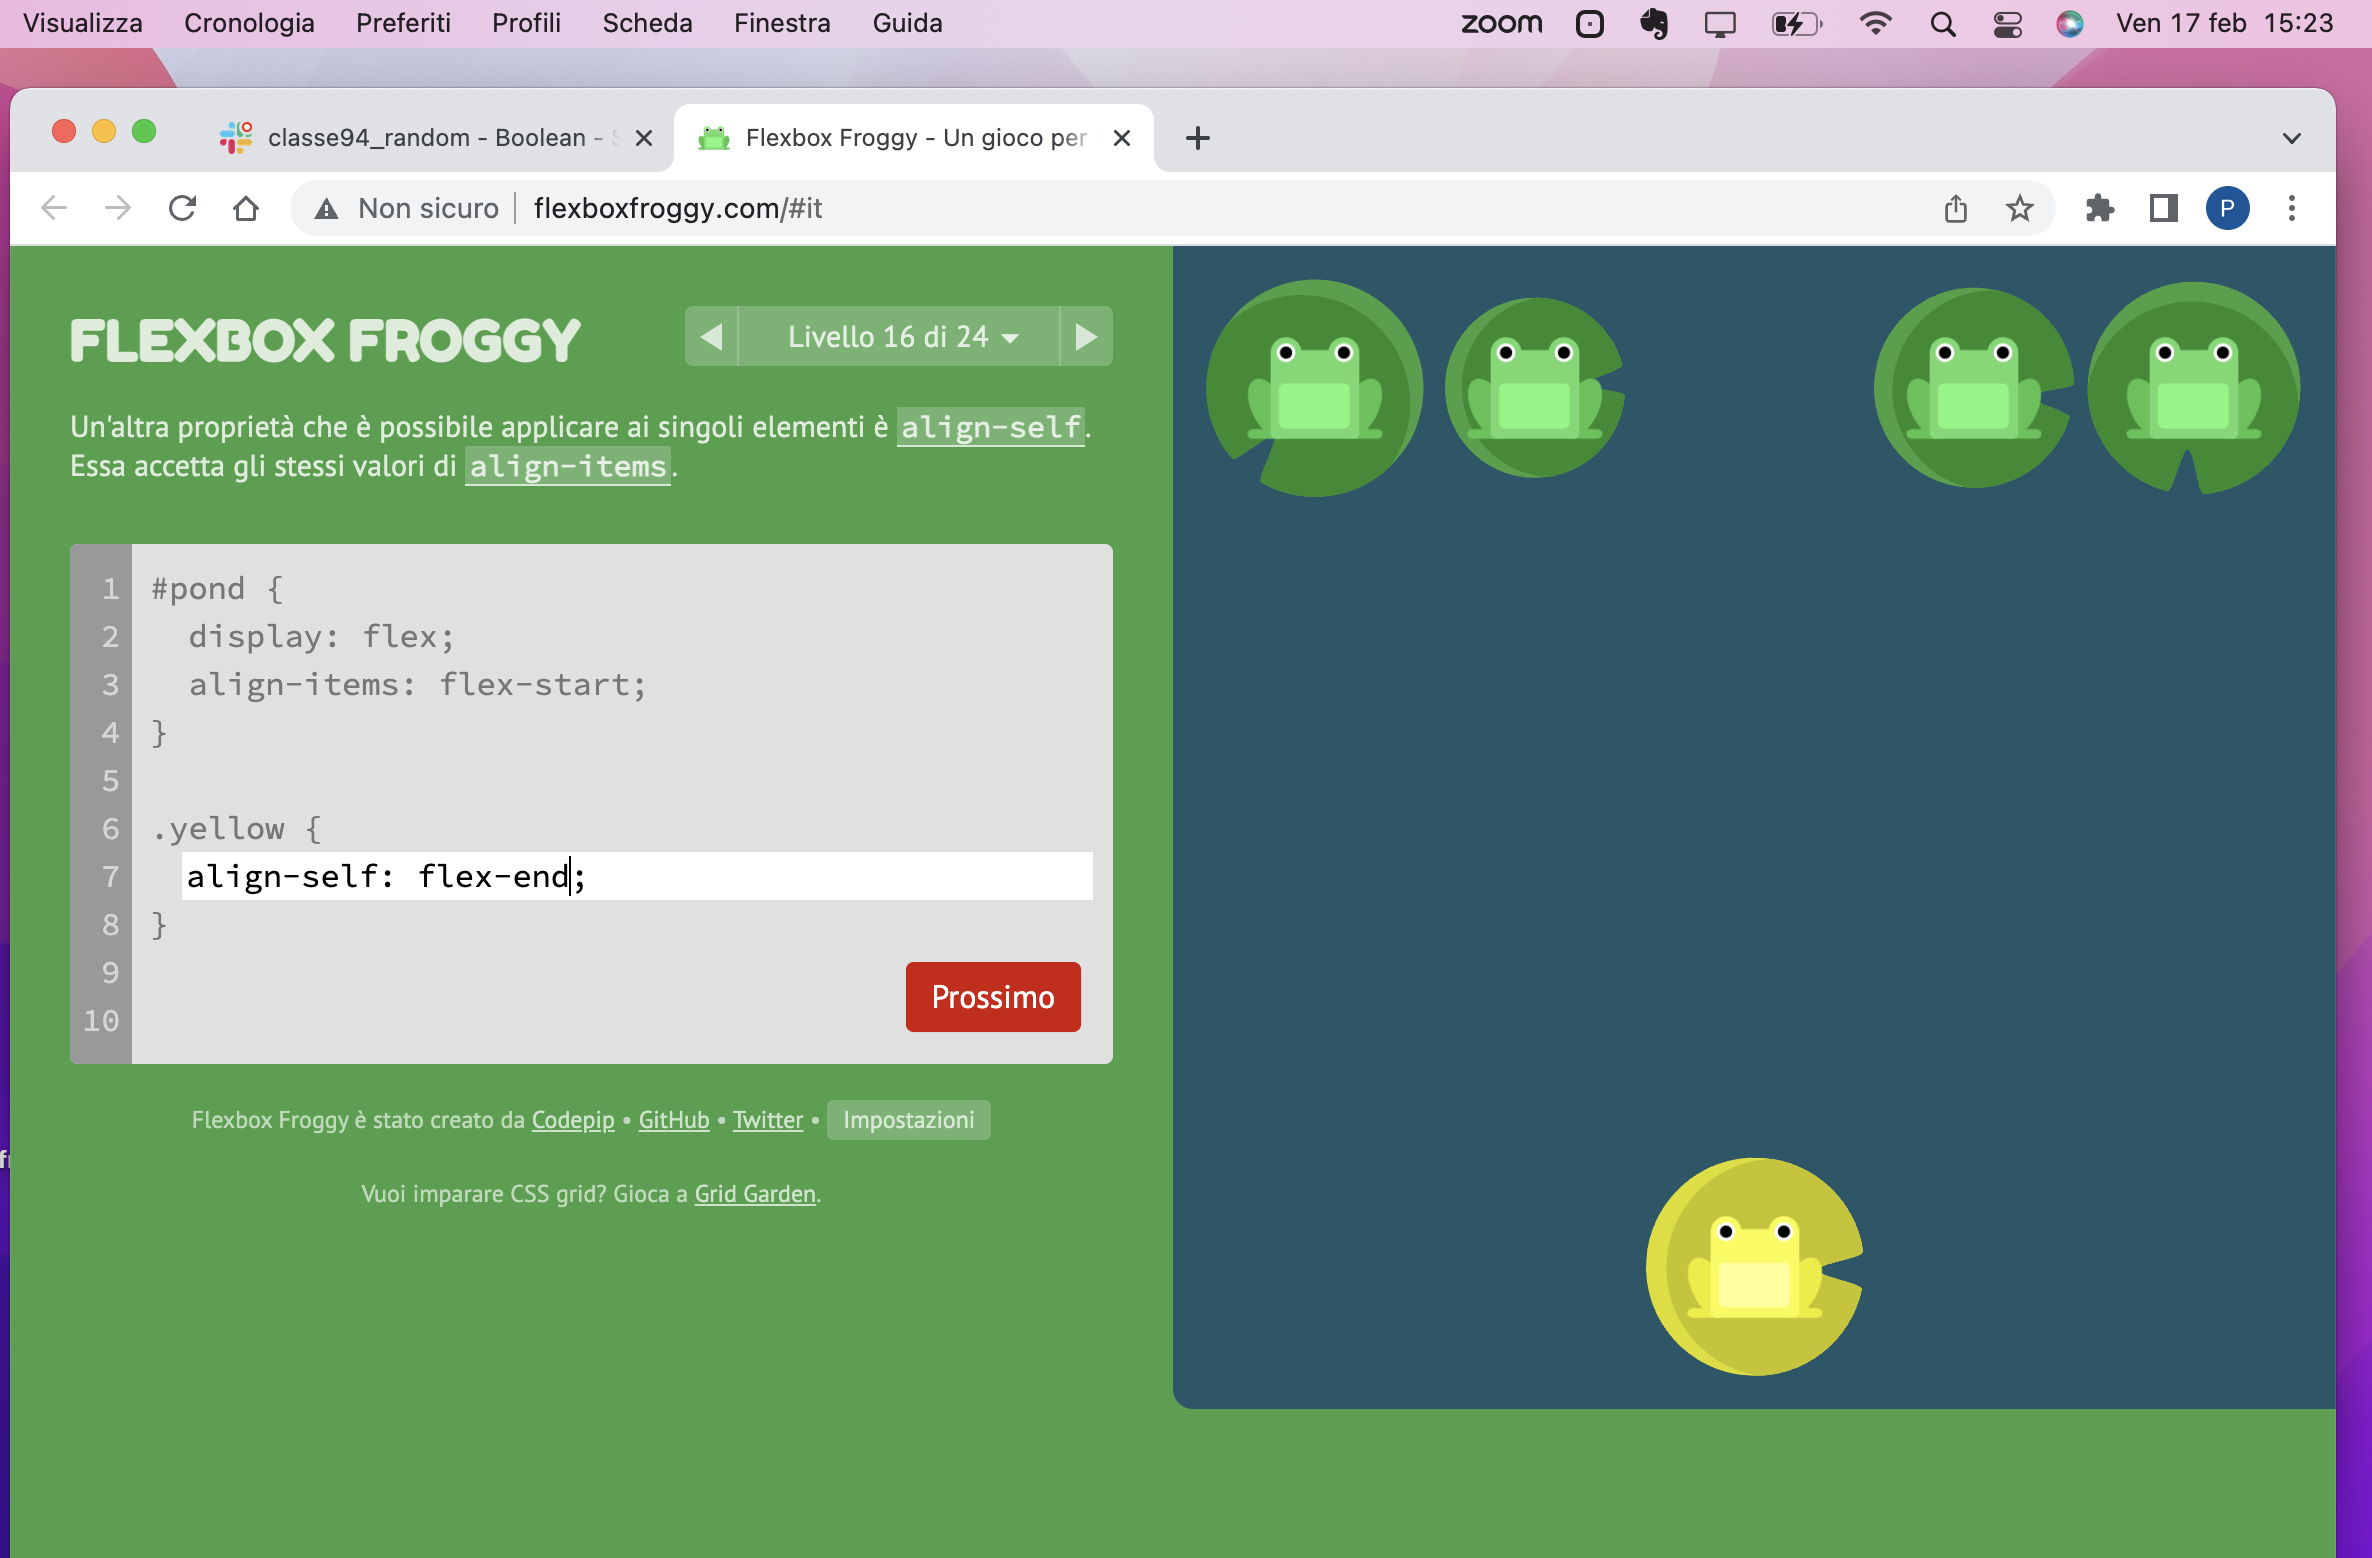 Visualizza Cronologia Preferiti Profili Scheda Finestra Guida zoom Ven 17 feb 15:23
classe94_random - Boolean - S Flexbox Froggy - Un gioco per
Non sicuro flexboxfroggy.com/#it P
FLEXBOX FROGGY Livello 16 di 24
Un'altra proprietà che è possibile applicare ai singoli elementi è align-self.
Essa accetta gli stessi valori di align-items.
1 #pond {
2 display: flex;
3 align-items: flex-start;
4 }
5
6 .yellow {
7 align-self: flex-end;
8 }
9
10
Prossimo
Flexbox Froggy è stato creato da Codepip • GitHub • Twitter • Impostazioni
Vuoi imparare CSS grid? Gioca a Grid Garden.